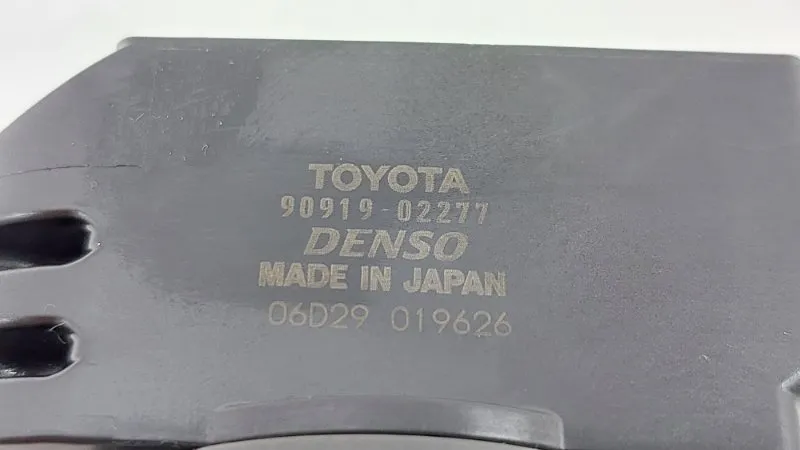 TOYOTA
90919-02277
DENSO
MADE IN JAPAN
06D29 019626